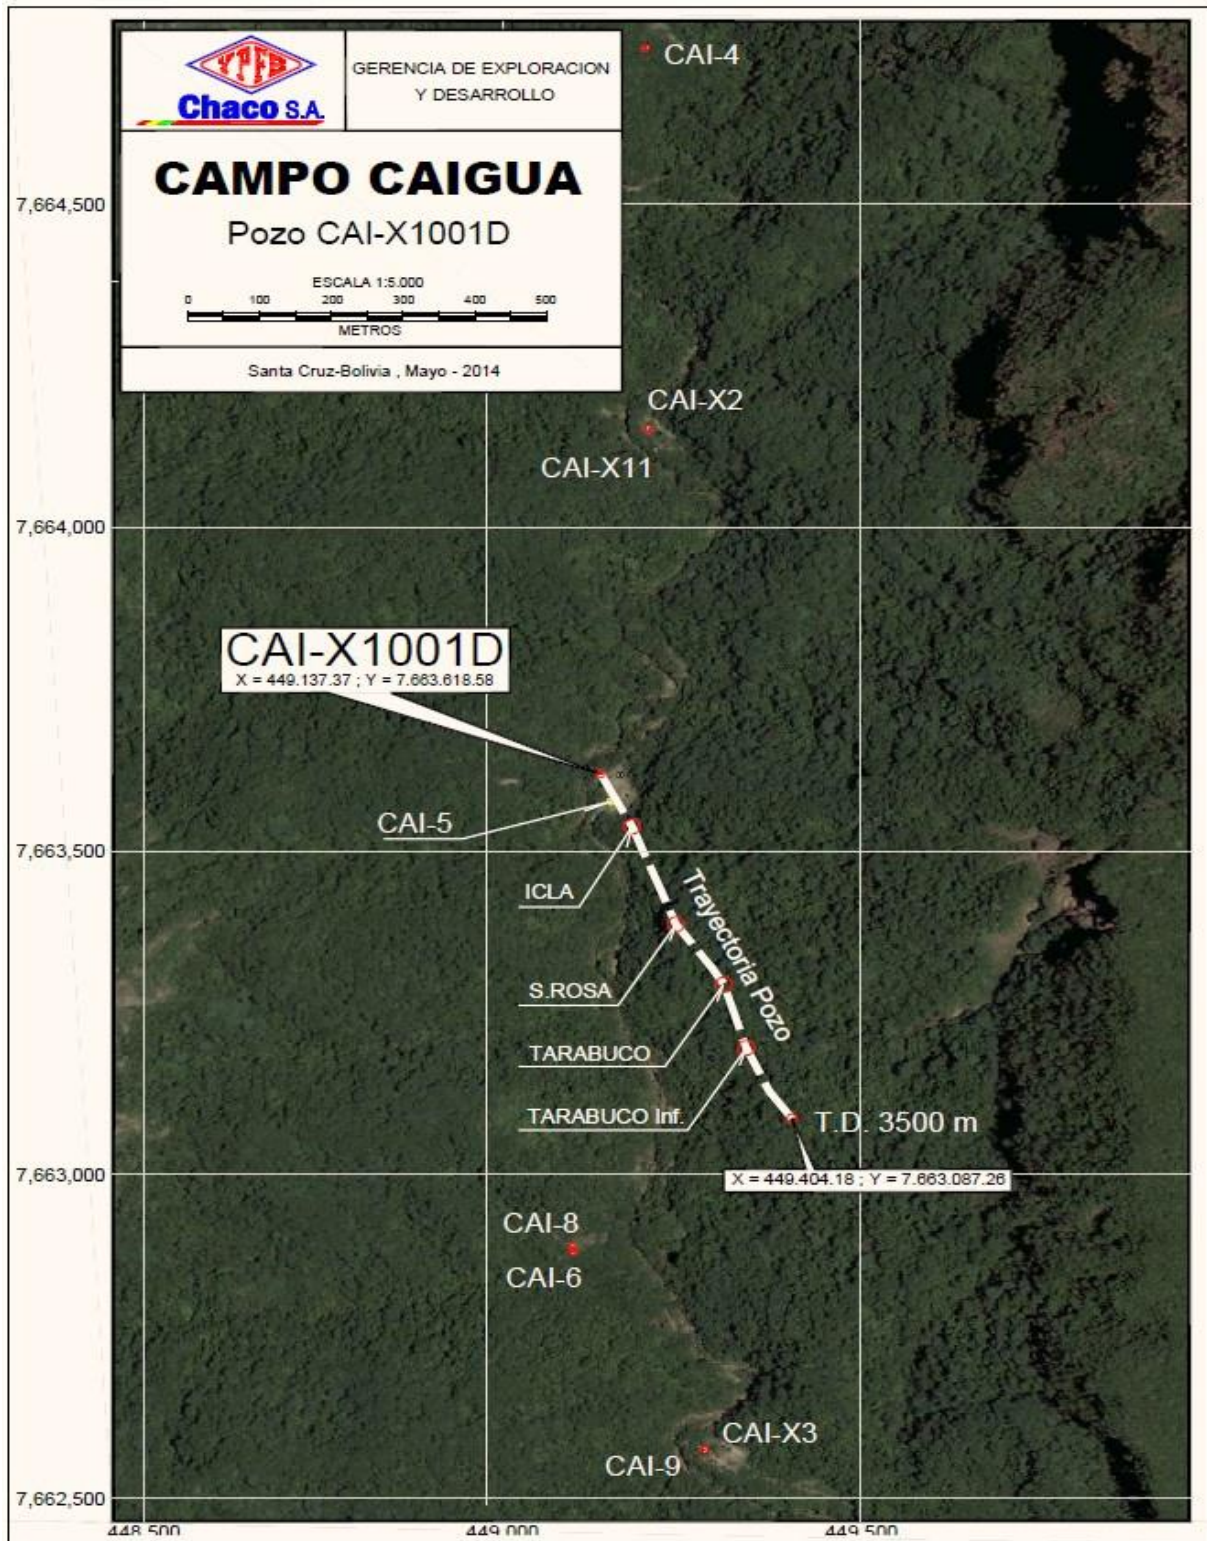 YPFB
Chaco S.A.
GERENCIA DE EXPLORACION
Y DESARROLLO
CAMPO CAIGUA
Pozo CAI-X1001D
ESCALA 1:5.000
0 100 200 300 400 500
METROS
Santa Cruz-Bolivia , Mayo - 2014
CAI-4
7,664,500
CAI-X2
CAI-X11
7,664,000
CAI-X1001D
X = 449.137.37 ; Y = 7.663.618.58
CAI-5
7,663,500
ICLA
Trayectoria Pozo
S.ROSA
TARABUCO
TARABUCO Inf.
T.D. 3500 m
7,663,000
X = 449.404.18 ; Y = 7.663.087.26
CAI-8
CAI-6
CAI-X3
CAI-9
7,662,500
448,500 449,000 449,500